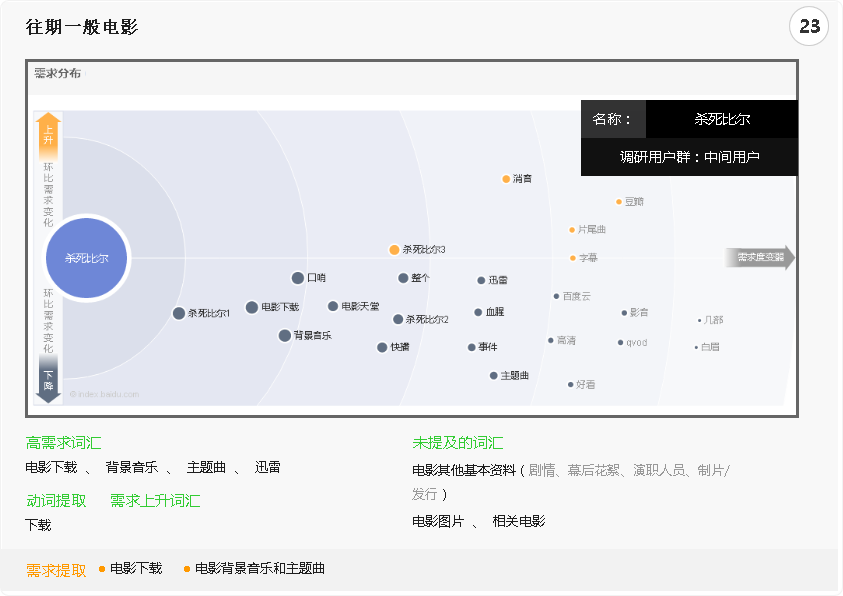 往期一般电影
23
需求分布
名称：
杀死比尔
调研用户群：中间用户
上升
环比需求变化
杀死比尔
环比需求变化
下降
消音
豆瓣
片尾曲
杀死比尔3
字幕
需求度变弱
口哨
整个
迅雷
百度云
杀死比尔1
电影下载
电影天堂
杀死比尔2
血腥
影音
几部
背景音乐
快播
事件
高清
qvod
白眉
主题曲
好看
© index.baidu.com
高需求词汇
电影下载 、 背景音乐 、 主题曲 、 迅雷
动词提取 需求上升词汇
下载
未提及的词汇
电影其他基本资料（剧情、幕后花絮、演职人员、制片/
发行）
电影图片 、 相关电影
需求提取 • 电影下载 • 电影背景音乐和主题曲